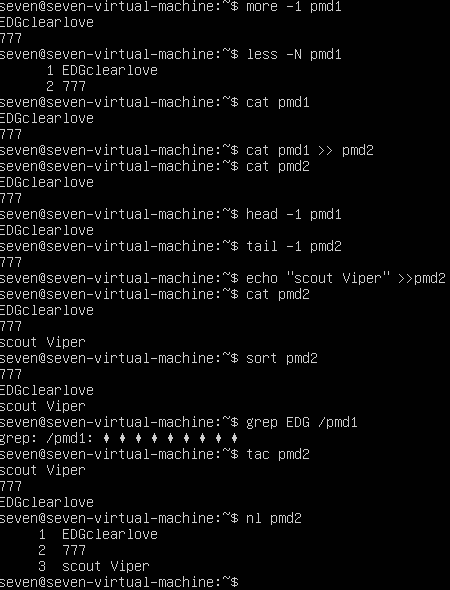 seven@seven-virtual-machine:~$ more -1 pmd1
EDGclearlove
777
seven@seven-virtual-machine:~$ less -N pmd1
1 EDGclearlove
2 777
seven@seven-virtual-machine:~$ cat pmd1
EDGclearlove
777
seven@seven-virtual-machine:~$ cat pmd1 >> pmd2
seven@seven-virtual-machine:~$ cat pmd2
EDGclearlove
777
seven@seven-virtual-machine:~$ head -1 pmd1
EDGclearlove
seven@seven-virtual-machine:~$ tail -1 pmd2
777
seven@seven-virtual-machine:~$ echo "scout Viper" >>pmd2
seven@seven-virtual-machine:~$ cat pmd2
EDGclearlove
777
scout Viper
seven@seven-virtual-machine:~$ sort pmd2
777
EDGclearlove
scout Viper
seven@seven-virtual-machine:~$ grep EDG /pmd1
grep: /pmd1: ♦ ♦ ♦ ♦ ♦ ♦ ♦ ♦ ♦
seven@seven-virtual-machine:~$ tac pmd2
scout Viper
777
EDGclearlove
seven@seven-virtual-machine:~$ nl pmd2
1 EDGclearlove
2 777
3 scout Viper
seven@seven-virtual-machine:~$